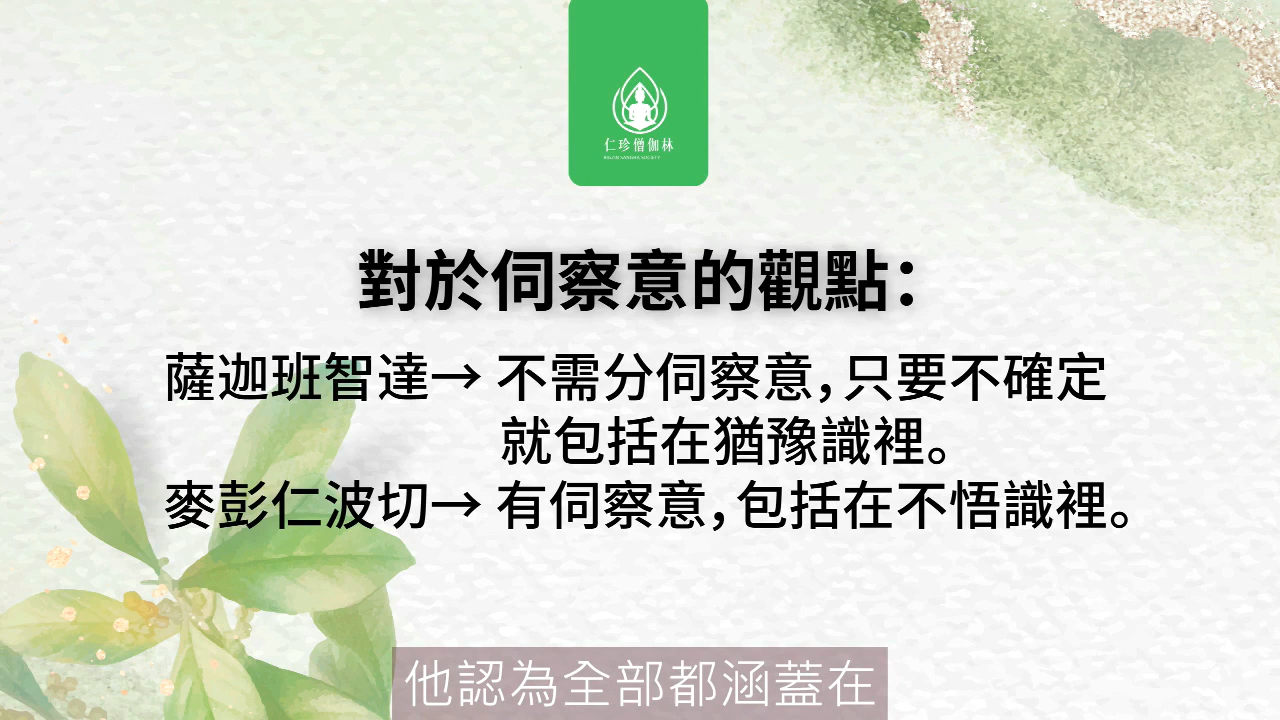 仁珍僧伽林
對於伺察意的觀點：
薩迦班智達→ 不需分伺察意，只要不確定
就包括在猶豫識裡。
麥彭仁波切→ 有伺察意，包括在不悟識裡。
他認為全部都涵蓋在